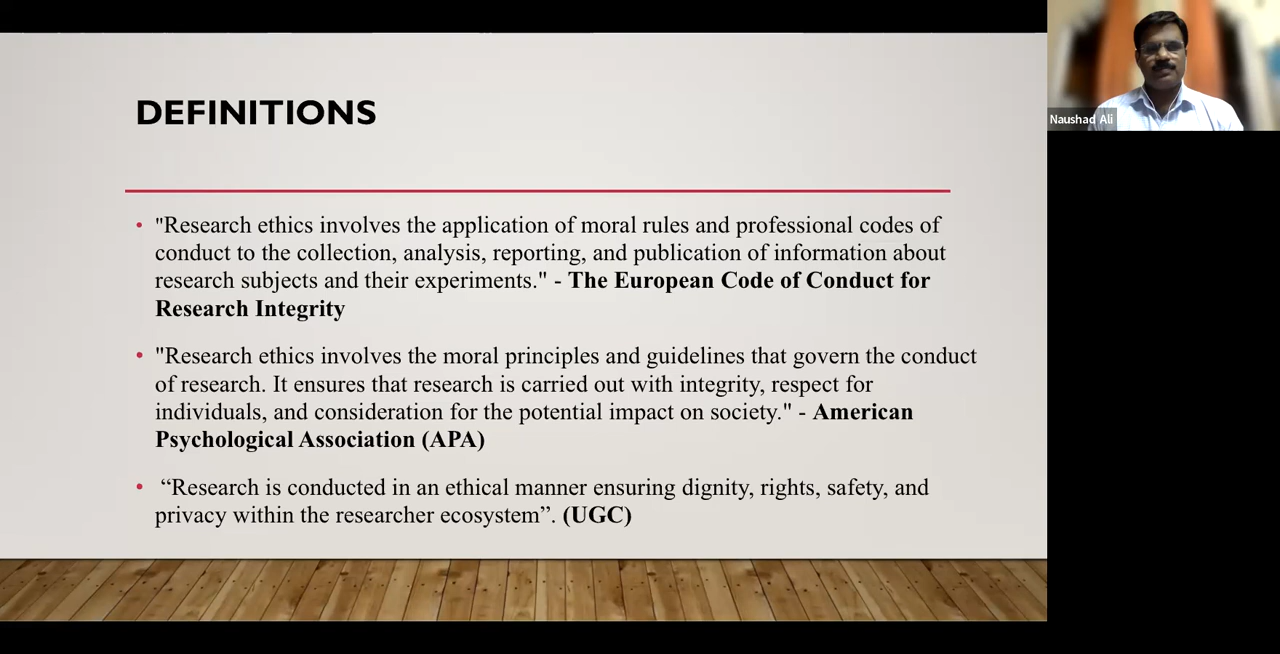 DEFINITIONS
• "Research ethics involves the application of moral rules and professional codes of
conduct to the collection, analysis, reporting, and publication of information about
research subjects and their experiments." - The European Code of Conduct for
Research Integrity
• "Research ethics involves the moral principles and guidelines that govern the conduct
of research. It ensures that research is carried out with integrity, respect for
individuals, and consideration for the potential impact on society." - American
Psychological Association (APA)
• “Research is conducted in an ethical manner ensuring dignity, rights, safety, and
privacy within the researcher ecosystem”. (UGC)
Naushad Ali